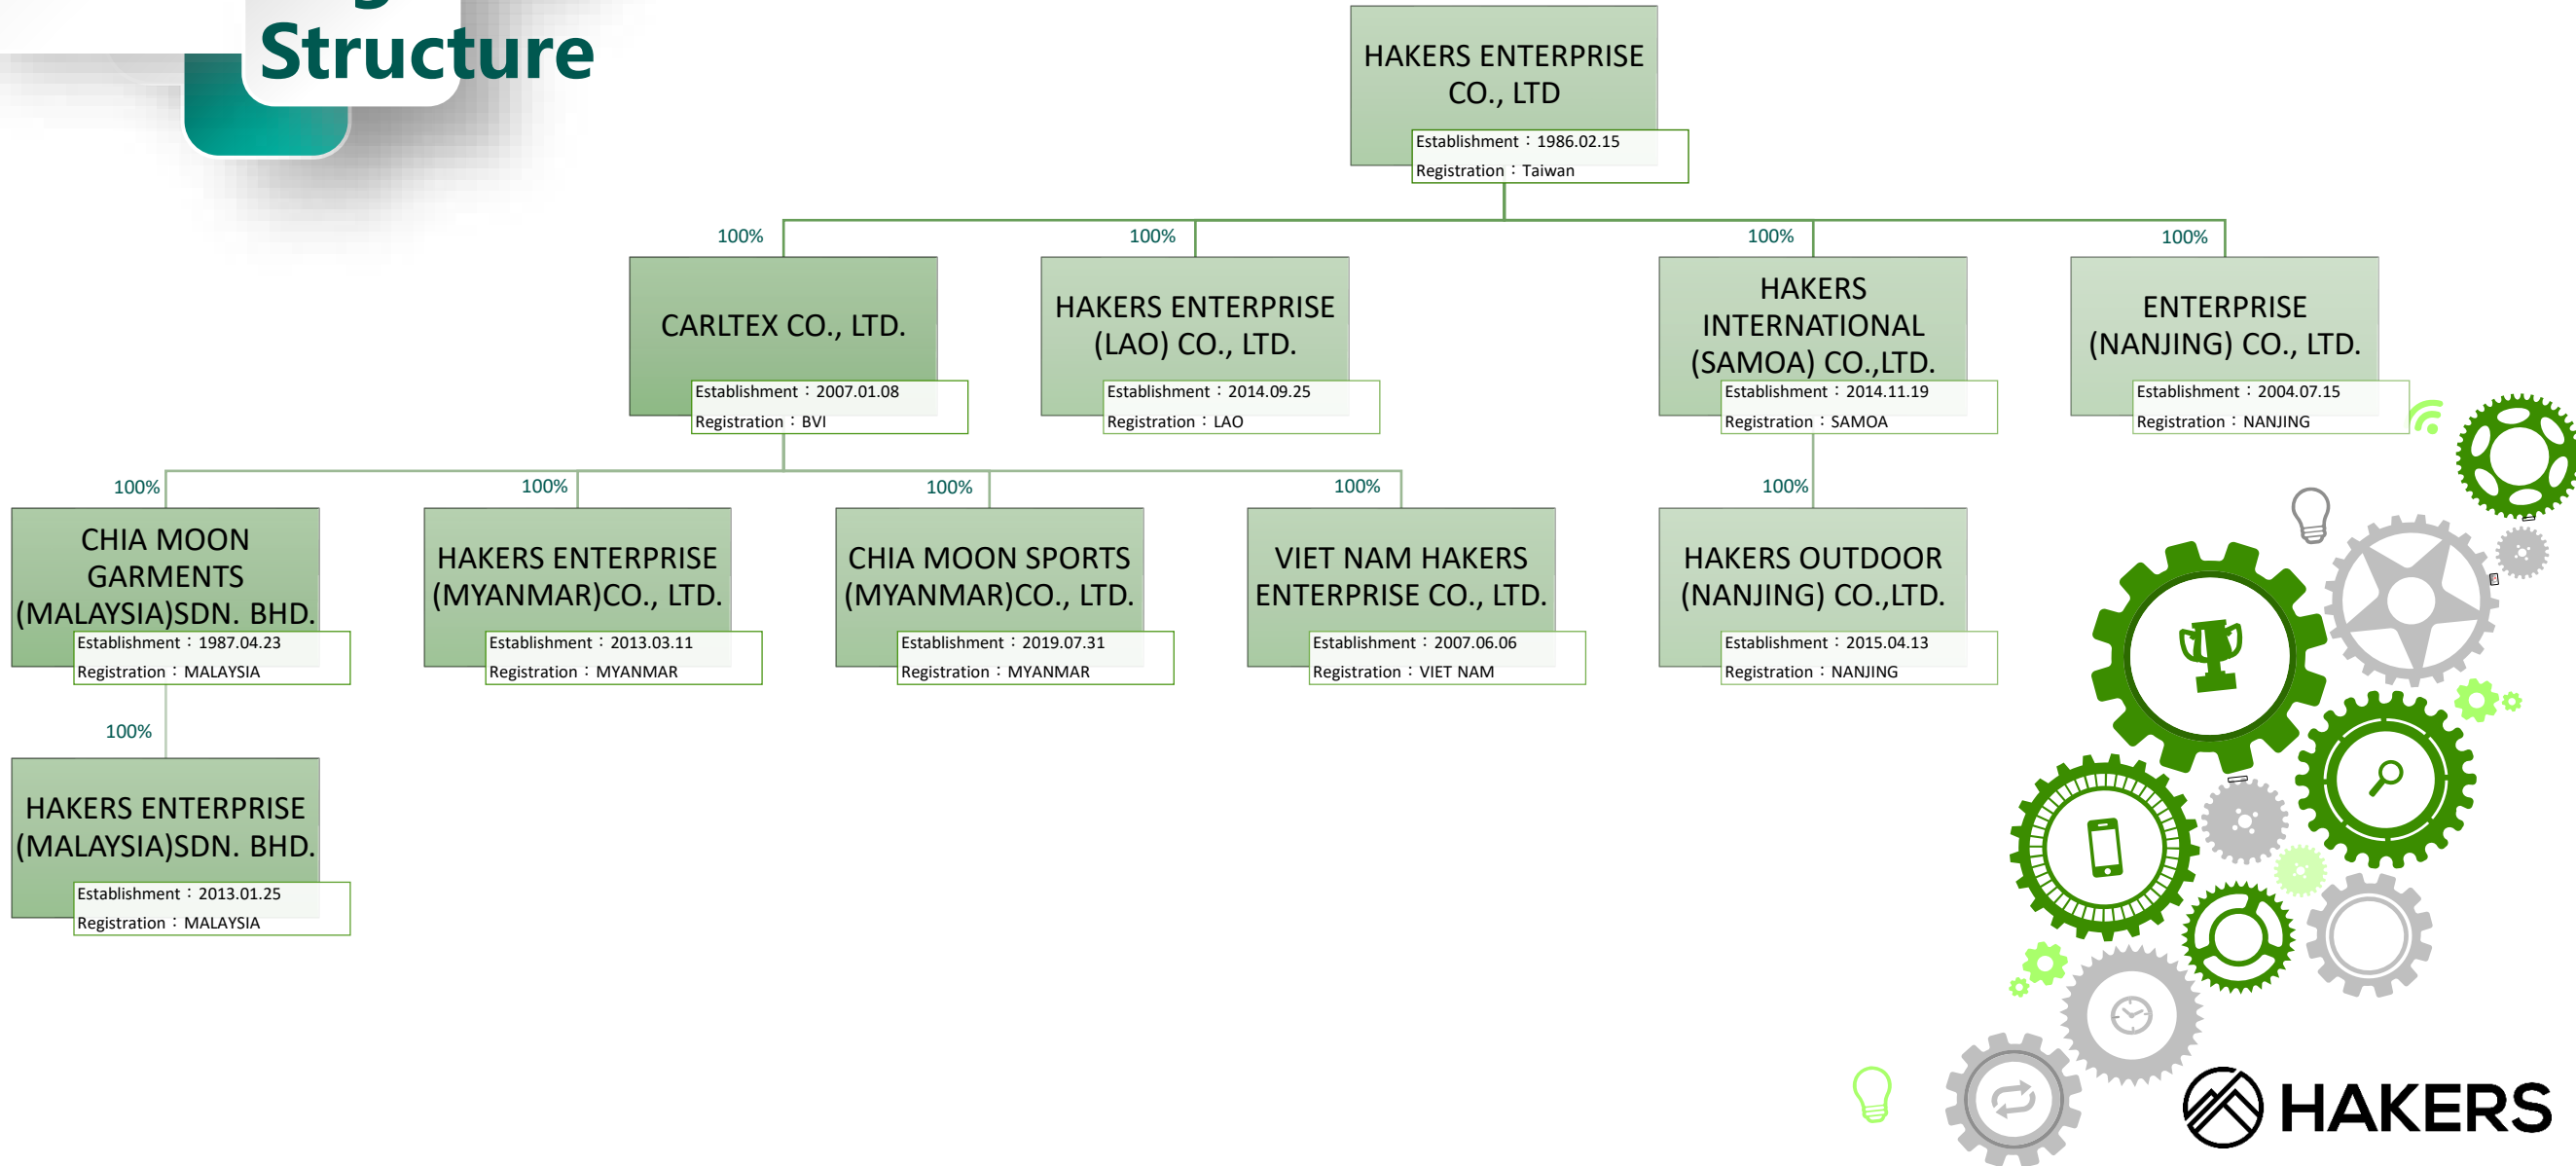 Structure
HAKERS ENTERPRISE
CO., LTD
Establishment：1986.02.15
Registration：Taiwan
100%
100%
100%
100%
CARLTEX CO., LTD.
Establishment：2007.01.08
Registration：BVI
HAKERS ENTERPRISE
(LAO) CO., LTD.
Establishment：2014.09.25
Registration：LAO
HAKERS
INTERNATIONAL
(SAMOA) CO.,LTD.
Establishment：2014.11.19
Registration：SAMOA
ENTERPRISE
(NANJING) CO., LTD.
Establishment：2004.07.15
Registration：NANJING
100%
100%
100%
100%
100%
CHIA MOON
GARMENTS
(MALAYSIA)SDN. BHD.
Establishment：1987.04.23
Registration：MALAYSIA
HAKERS ENTERPRISE
(MYANMAR)CO., LTD.
Establishment：2013.03.11
Registration：MYANMAR
CHIA MOON SPORTS
(MYANMAR)CO., LTD.
Establishment：2019.07.31
Registration：MYANMAR
VIET NAM HAKERS
ENTERPRISE CO., LTD.
Establishment：2007.06.06
Registration：VIET NAM
HAKERS OUTDOOR
(NANJING) CO.,LTD.
Establishment：2015.04.13
Registration：NANJING
100%
HAKERS ENTERPRISE
(MALAYSIA)SDN. BHD.
Establishment：2013.01.25
Registration：MALAYSIA
HAKERS